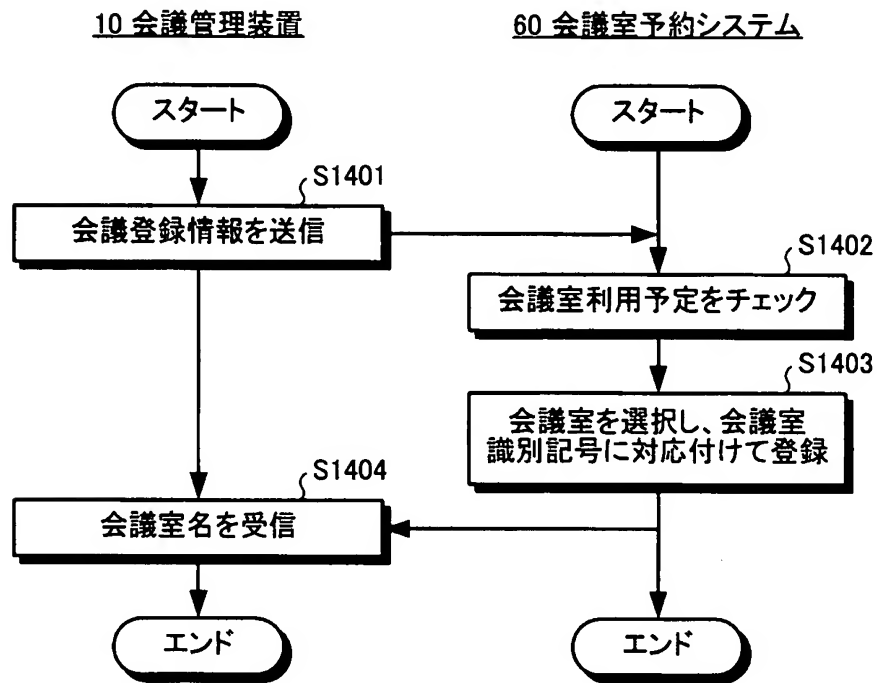 10 会議管理装置
60 会議室予約システム
スタート
スタート
S1401
会議登録情報を送信
S1402
会議室利用予定をチェック
S1403
会議室を選択し、会議室
識別記号に対応付けて登録
S1404
会議室名を受信
エンド
エンド